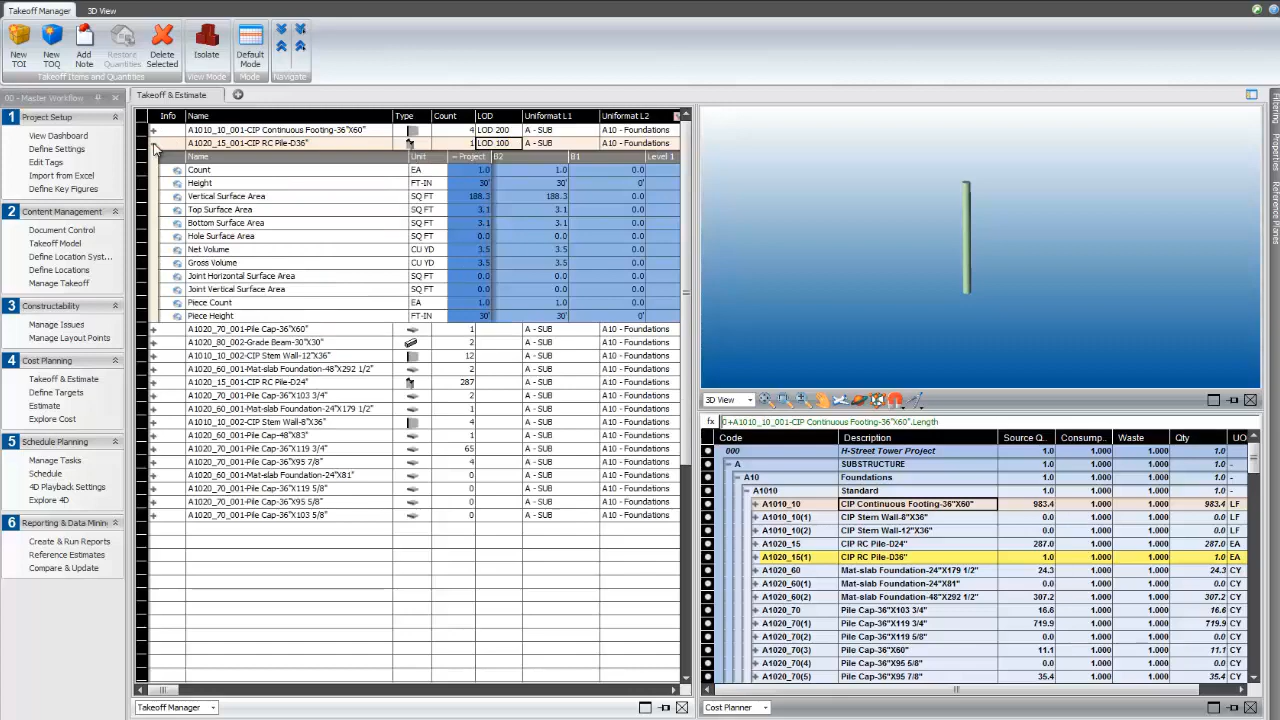 Takeoff Manager 3D View
New TOI New TOQ Add Note Restore Quantities Delete Selected Isolate Default Mode
Takeoff Items and Quantities View Mode Mode Navigate
00 - Master Workflow
1 Project Setup
View Dashboard
Define Settings
Edit Tags
Import from Excel
Define Key Figures
2 Content Management
Document Control
Takeoff Model
Define Location Syst...
Define Locations
Manage Takeoff
3 Constructability
Manage Issues
Manage Layout Points
4 Cost Planning
Takeoff & Estimate
Define Targets
Estimate
Explore Cost
5 Schedule Planning
Manage Tasks
Schedule
4D Playback Settings
Explore 4D
6 Reporting & Data Minin
Create & Run Reports
Reference Estimates
Compare & Update
Takeoff & Estimate
Info Name Type Count LOD Uniformat L1 Uniformat L2
A1010_10_001-CIP Continuous Footing-36"X60" 4 LOD 200 A - SUB A10 - Foundations
A1020_15_001-CIP RC Pile-D36" 1 LOD 100 A - SUB A10 - Foundations
Name Unit Project B2 B1 Level 1
Count EA 1.0 1.0 0.0
Height FT-IN 30' 30' 0'
Vertical Surface Area SQ FT 188.3 188.3 0.0
Top Surface Area SQ FT 3.1 3.1 0.0
Bottom Surface Area SQ FT 3.1 3.1 0.0
Hole Surface Area SQ FT 0.0 0.0 0.0
Net Volume CU YD 3.5 3.5 0.0
Gross Volume CU YD 3.5 3.5 0.0
Joint Horizontal Surface Area SQ FT 0.0 0.0 0.0
Joint Vertical Surface Area SQ FT 0.0 0.0 0.0
Piece Count EA 1.0 1.0 0.0
Piece Height FT-IN 30' 30' 0'
A1020_70_001-Pile Cap-36"X60" 1 A - SUB A10 - Foundations
A1020_80_002-Grade Beam-30"X30" 2 A - SUB A10 - Foundations
A1010_10_002-CIP Stem Wall-12"X36" 12 A - SUB A10 - Foundations
A1020_60_001-Mat-slab Foundation-48"X292 1/2" 2 A - SUB A10 - Foundations
A1020_15_001-CIP RC Pile-D24" 287 A - SUB A10 - Foundations
A1020_70_001-Pile Cap-36"X103 3/4" 2 A - SUB A10 - Foundations
A1020_60_001-Mat-slab Foundation-24"X179 1/2" 1 A - SUB A10 - Foundations
A1010_10_002-CIP Stem Wall-8"X36" 4 A - SUB A10 - Foundations
A1020_60_001-Pile Cap-48"X83" 1 A - SUB A10 - Foundations
A1020_70_001-Pile Cap-36"X119 3/4" 65 A - SUB A10 - Foundations
A1020_70_001-Pile Cap-36"X95 7/8" 4 A - SUB A10 - Foundations
A1020_60_001-Mat-slab Foundation-24"X81" 0 A - SUB A10 - Foundations
A1020_70_001-Pile Cap-36"X119 5/8" 0 A - SUB A10 - Foundations
A1020_70_001-Pile Cap-36"X95 5/8" 0 A - SUB A10 - Foundations
A1020_70_001-Pile Cap-36"X103 5/8" 0 A - SUB A10 - Foundations
Takeoff Manager
3D View
fx 0+A1010_10_001-CIP Continuous Footing-36"X60".Length
Code Description Source Q... Consump... Waste Qty UO
000 H-Street Tower Project 1.0 1.000 1.000 1.0 -
A SUBSTRUCTURE 1.0 1.000 1.000 1.0 -
A10 Foundations 1.0 1.000 1.000 1.0 -
A1010 Standard 1.0 1.000 1.000 1.0 -
A1010_10 CIP Continuous Footing-36"X60" 983.4 1.000 1.000 983.4 LF
A1010_10(1) CIP Stem Wall-8"X36" 0.0 1.000 1.000 0.0 LF
A1010_10(2) CIP Stem Wall-12"X36" 0.0 1.000 1.000 0.0 LF
A1020_15 CIP RC Pile-D24" 287.0 1.000 1.000 287.0 EA
A1020_15(1) CIP RC Pile-D36" 1.0 1.000 1.000 1.0 EA
A1020_60 Mat-slab Foundation-24"X179 1/2" 24.3 1.000 1.000 24.3 CY
A1020_60(1) Mat-slab Foundation-24"X81" 0.0 1.000 1.000 0.0 CY
A1020_60(2) Mat-slab Foundation-48"X292 1/2" 307.2 1.000 1.000 307.2 CY
A1020_70 Pile Cap-36"X103 3/4" 16.6 1.000 1.000 16.6 CY
A1020_70(1) Pile Cap-36"X119 3/4" 719.9 1.000 1.000 719.9 CY
A1020_70(2) Pile Cap-36"X119 5/8" 0.0 1.000 1.000 0.0 CY
A1020_70(3) Pile Cap-36"X60" 11.1 1.000 1.000 11.1 CY
A1020_70(4) Pile Cap-36"X95 5/8" 0.0 1.000 1.000 0.0 CY
A1020_70(5) Pile Cap-36"X95 7/8" 35.4 1.000 1.000 35.4 CY
Cost Planner
Properties
Reference Planes